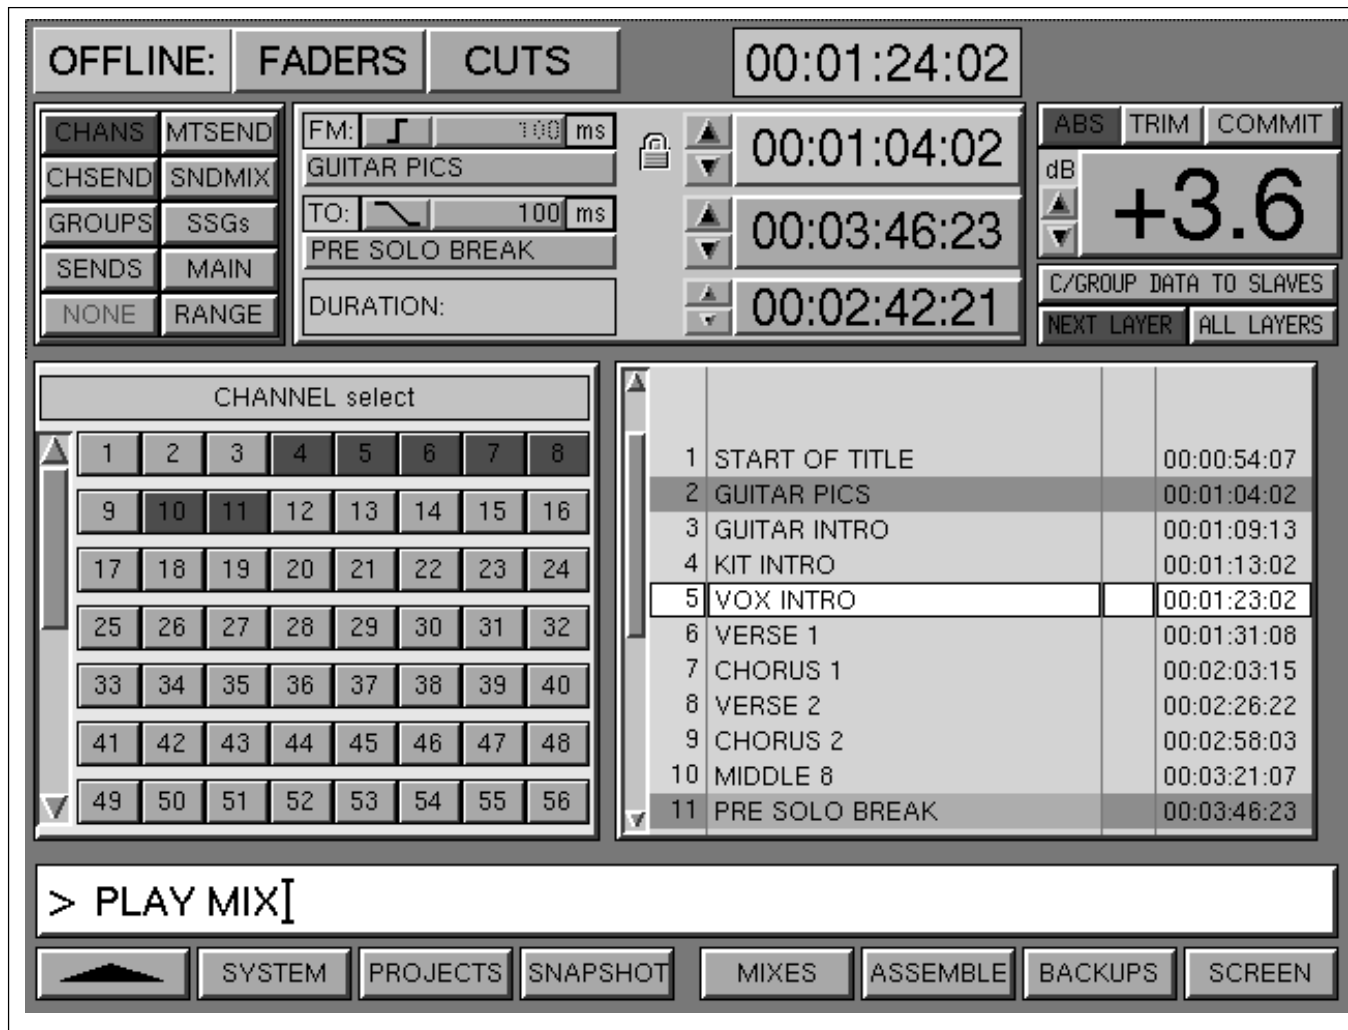 OFFLINE: FADERS CUTS 00:01:24:02
CHANS MTSEND
CHSEND SNDMIX
GROUPS SSGs
SENDS MAIN
NONE RANGE
FM: 100 ms
GUITAR PICS
00:01:04:02
TO: 100 ms
PRE SOLO BREAK
00:03:46:23
DURATION:
00:02:42:21
ABS TRIM COMMIT
dB
+3.6
C/GROUP DATA TO SLAVES
NEXT LAYER ALL LAYERS
CHANNEL select
1 2 3 4 5 6 7 8
9 10 11 12 13 14 15 16
17 18 19 20 21 22 23 24
25 26 27 28 29 30 31 32
33 34 35 36 37 38 39 40
41 42 43 44 45 46 47 48
49 50 51 52 53 54 55 56
1 START OF TITLE 00:00:54:07
2 GUITAR PICS 00:01:04:02
3 GUITAR INTRO 00:01:09:13
4 KIT INTRO 00:01:13:02
5 VOX INTRO 00:01:23:02
6 VERSE 1 00:01:31:08
7 CHORUS 1 00:02:03:15
8 VERSE 2 00:02:26:22
9 CHORUS 2 00:02:58:03
10 MIDDLE 8 00:03:21:07
11 PRE SOLO BREAK 00:03:46:23
> PLAY MIX
SYSTEM PROJECTS SNAPSHOT MIXES ASSEMBLE BACKUPS SCREEN